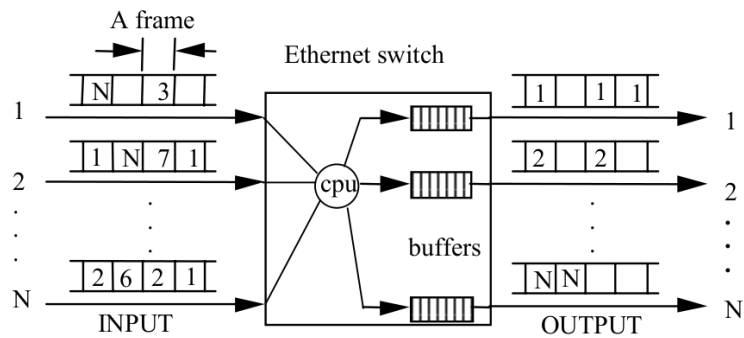 A frame
Ethernet switch
N 3
1 1 1
1
1
1 N 7 1
2 2
2
cpu
2
buffers
2 6 2 1
N N
N
N
INPUT
OUTPUT